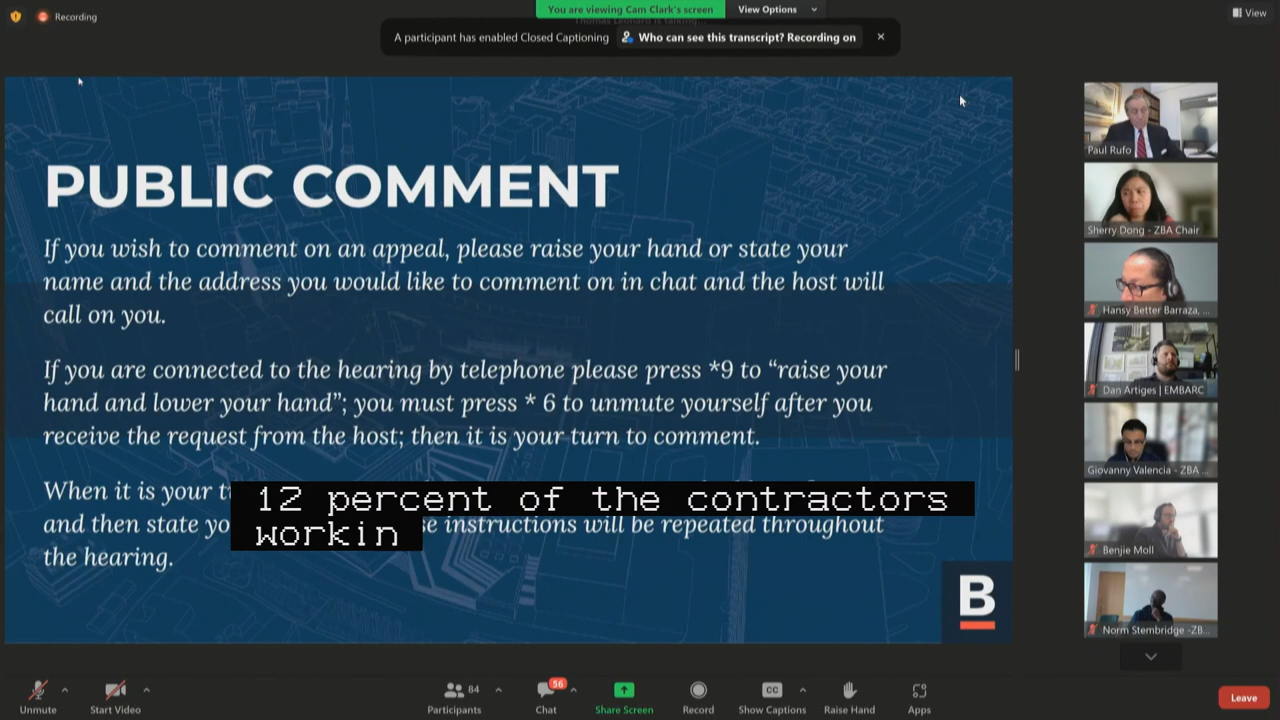 Recording
You are viewing Cam Clark's screen
View Options
View
Thomas Leonard is talking...
A participant has enabled Closed Captioning
Who can see this transcript? Recording on
PUBLIC COMMENT
If you wish to comment on an appeal, please raise your hand or state your
name and the address you would like to comment on in chat and the host will
call on you.
If you are connected to the hearing by telephone please press *9 to “raise your
hand and lower your hand”; you must press * 6 to unmute yourself after you
receive the request from the host; then it is your turn to comment.
When it is your
12 percent of the contractors
workin
and then state
instructions will be repeated throughout
the hearing.
B
Paul Rufo
Sherry Dong - ZBA Chair
Hansy Better Barraza, ...
Dan Artiges | EMBARC
Giovanny Valencia - ZBA ...
Benjie Moll
Norm Stembridge -ZB...
Unmute
Start Video
84
Participants
56
Chat
Share Screen
Record
CC
Show Captions
Raise Hand
Apps
Leave